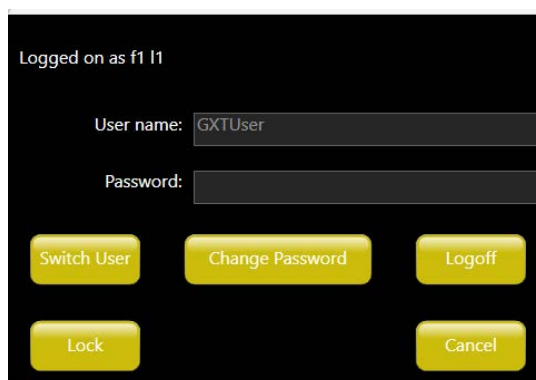 Logged on as f1 l1
User name: GXTUser
Password:
Switch User Change Password Logoff
Lock Cancel